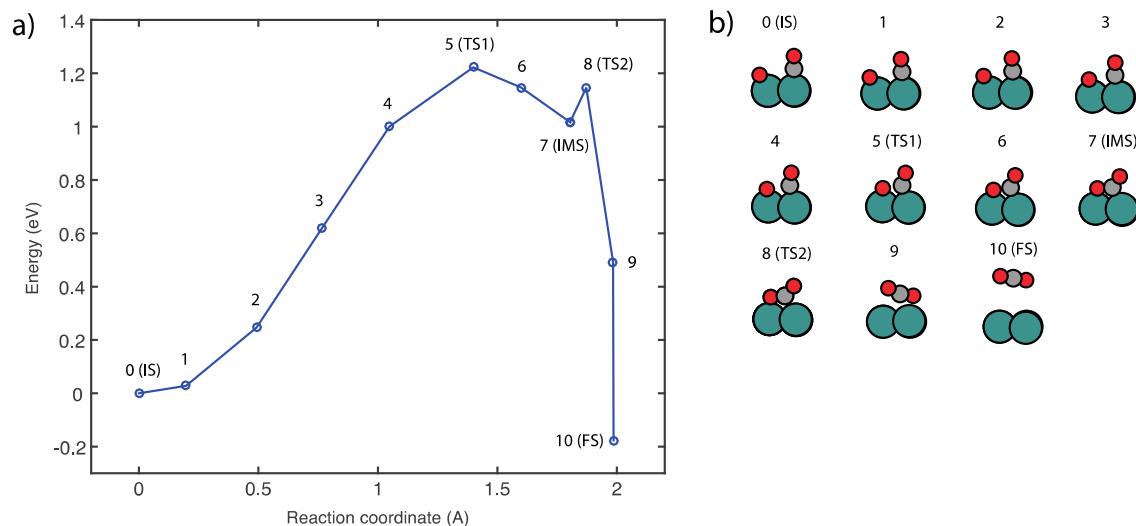 a)
1.4
1.2
1
0.8
0.6
0.4
0.2
0
-0.2
-0.4
Energy (eV)
0 (IS)
1
2
3
4
5 (TS1)
6
7 (IMS)
8 (TS2)
9
10 (FS)
0
0.5
1
1.5
2
Reaction coordinate (A)
b)
0 (IS)
1
2
3
4
5 (TS1)
6
7 (IMS)
8 (TS2)
9
10 (FS)